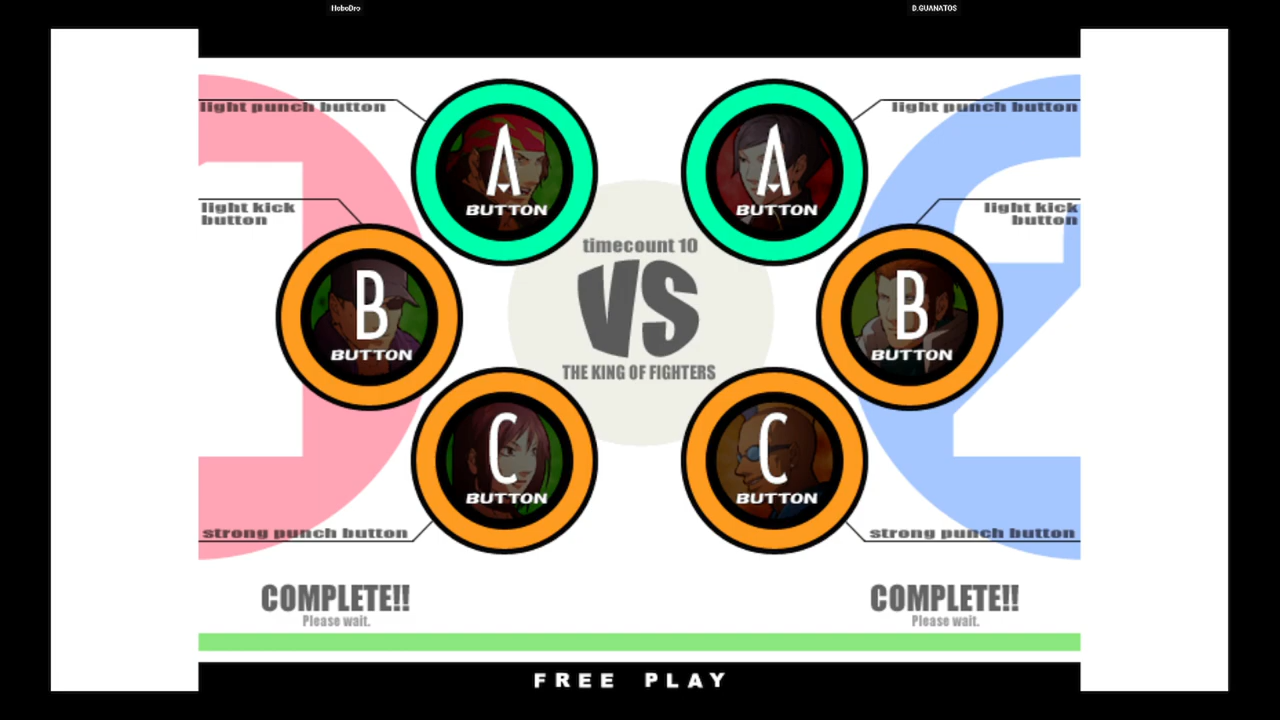 HoboDro
D.GUANATOS
light punch button
A
BUTTON
A
BUTTON
light punch button
light kick
button
light kick
button
B
BUTTON
timecount 10
VS
THE KING OF FIGHTERS
B
BUTTON
C
BUTTON
C
BUTTON
strong punch button
strong punch button
COMPLETE!!
Please wait.
COMPLETE!!
Please wait.
FREE PLAY
1
2